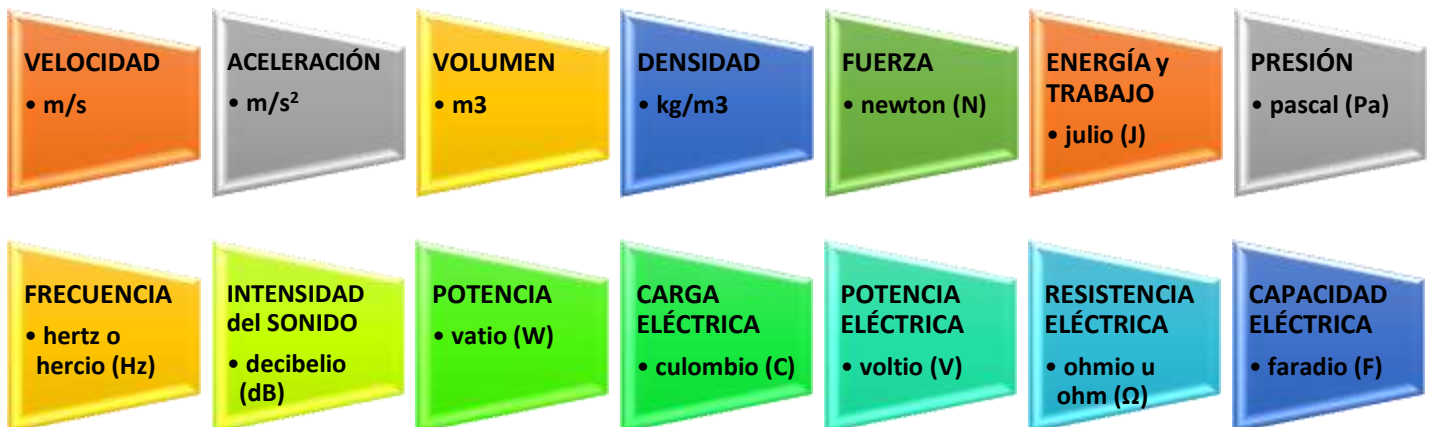 VELOCIDAD
• m/s
ACELERACIÓN
• m/s²
VOLUMEN
• m3
DENSIDAD
• kg/m3
FUERZA
• newton (N)
ENERGÍA y
TRABAJO
• julio (J)
PRESIÓN
• pascal (Pa)
FRECUENCIA
• hertz o
hercio (Hz)
INTENSIDAD
del SONIDO
• decibelio
(dB)
POTENCIA
• vatio (W)
CARGA
ELÉCTRICA
• culombio (C)
POTENCIA
ELÉCTRICA
• voltio (V)
RESISTENCIA
ELÉCTRICA
• ohmio u
ohm (Ω)
CAPACIDAD
ELÉCTRICA
• faradio (F)